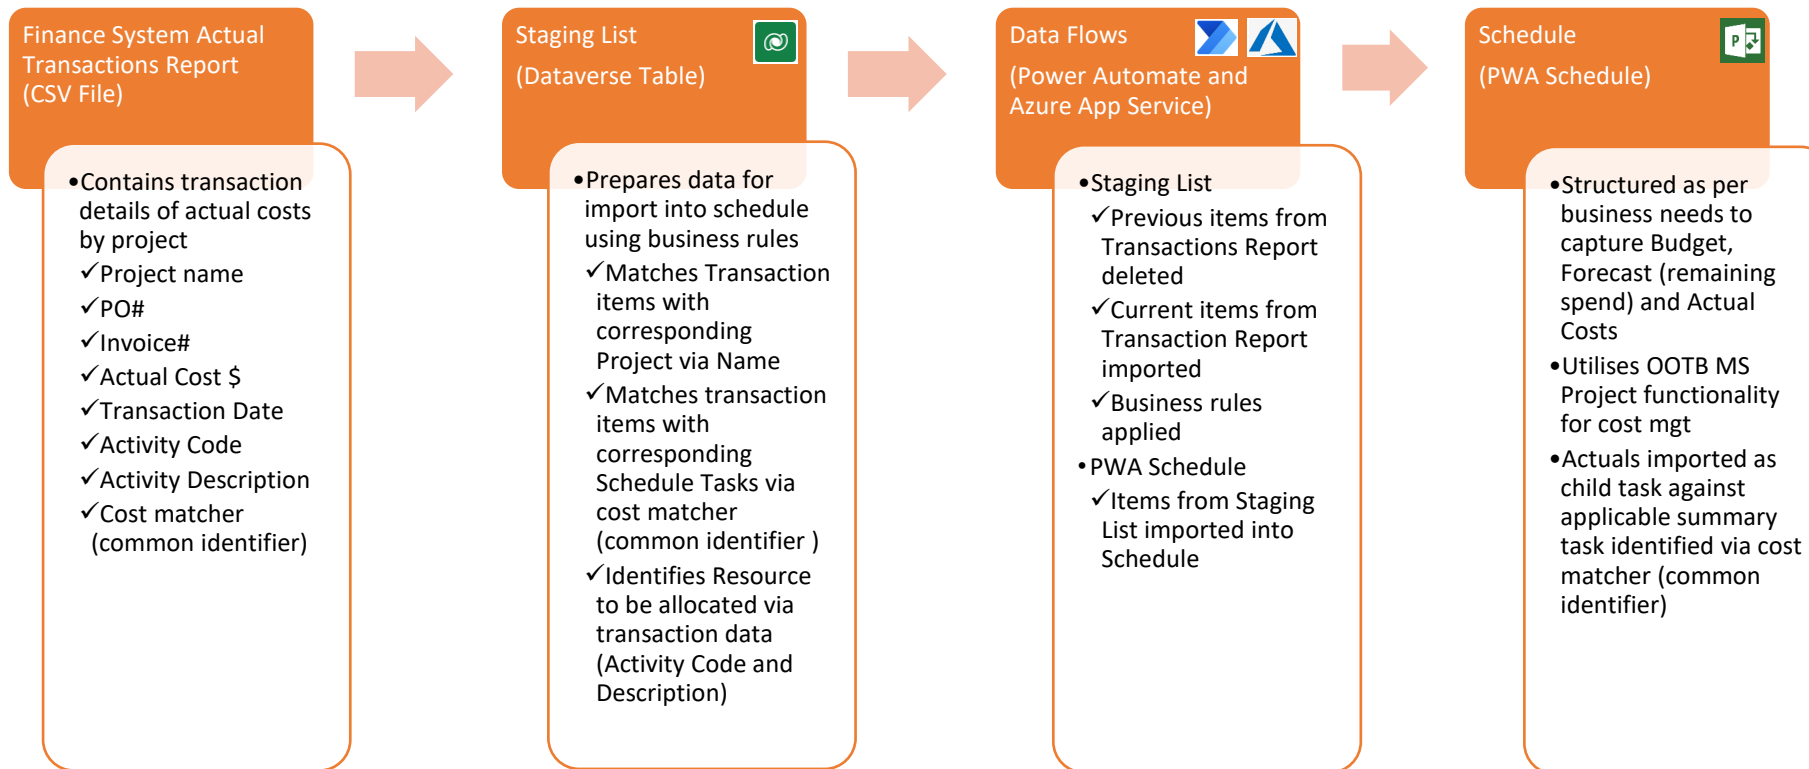 Finance System Actual
Transactions Report
(CSV File)
•Contains transaction
details of actual costs
by project
✓Project name
✓PO#
✓Invoice#
✓Actual Cost $
✓Transaction Date
✓Activity Code
✓Activity Description
✓Cost matcher
(common identifier)
Staging List
(Dataverse Table)
•Prepares data for
import into schedule
using business rules
✓Matches Transaction
items with
corresponding
Project via Name
✓Matches transaction
items with
corresponding
Schedule Tasks via
cost matcher
(common identifier )
✓Identifies Resource
to be allocated via
transaction data
(Activity Code and
Description)
Data Flows
(Power Automate and
Azure App Service)
•Staging List
✓Previous items from
Transactions Report
deleted
✓Current items from
Transaction Report
imported
✓Business rules
applied
•PWA Schedule
✓Items from Staging
List imported into
Schedule
Schedule
(PWA Schedule)
P
•Structured as per
business needs to
capture Budget,
Forecast (remaining
spend) and Actual
Costs
•Utilises OOTB MS
Project functionality
for cost mgt
•Actuals imported as
child task against
applicable summary
task identified via cost
matcher (common
identifier)